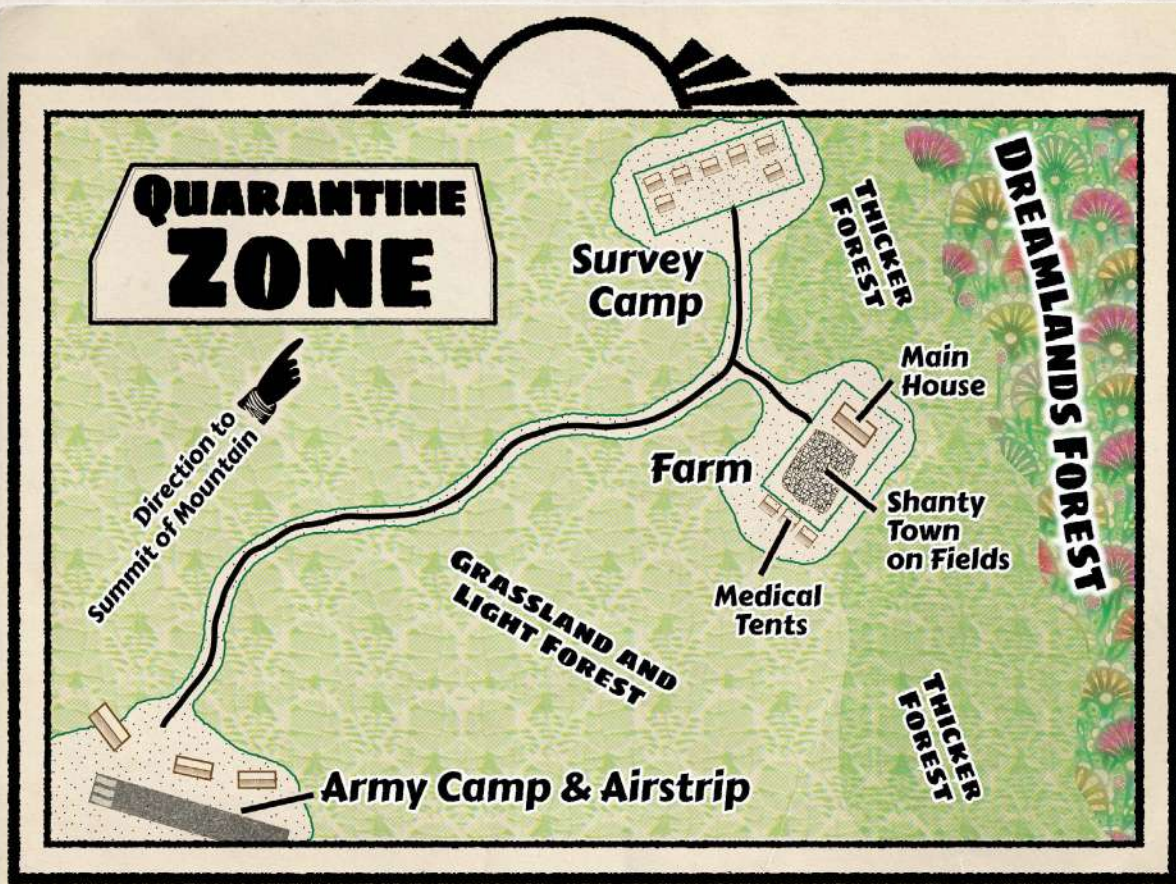 QUARANTINE
ZONE
Direction to
Summit of Mountain
Survey
Camp
THICKER
FOREST
DREAMLANDS FOREST
Main
House
Farm
Shanty
Town
on Fields
Medical
Tents
GRASSLAND AND
LIGHT FOREST
THICKER
FOREST
Army Camp & Airstrip